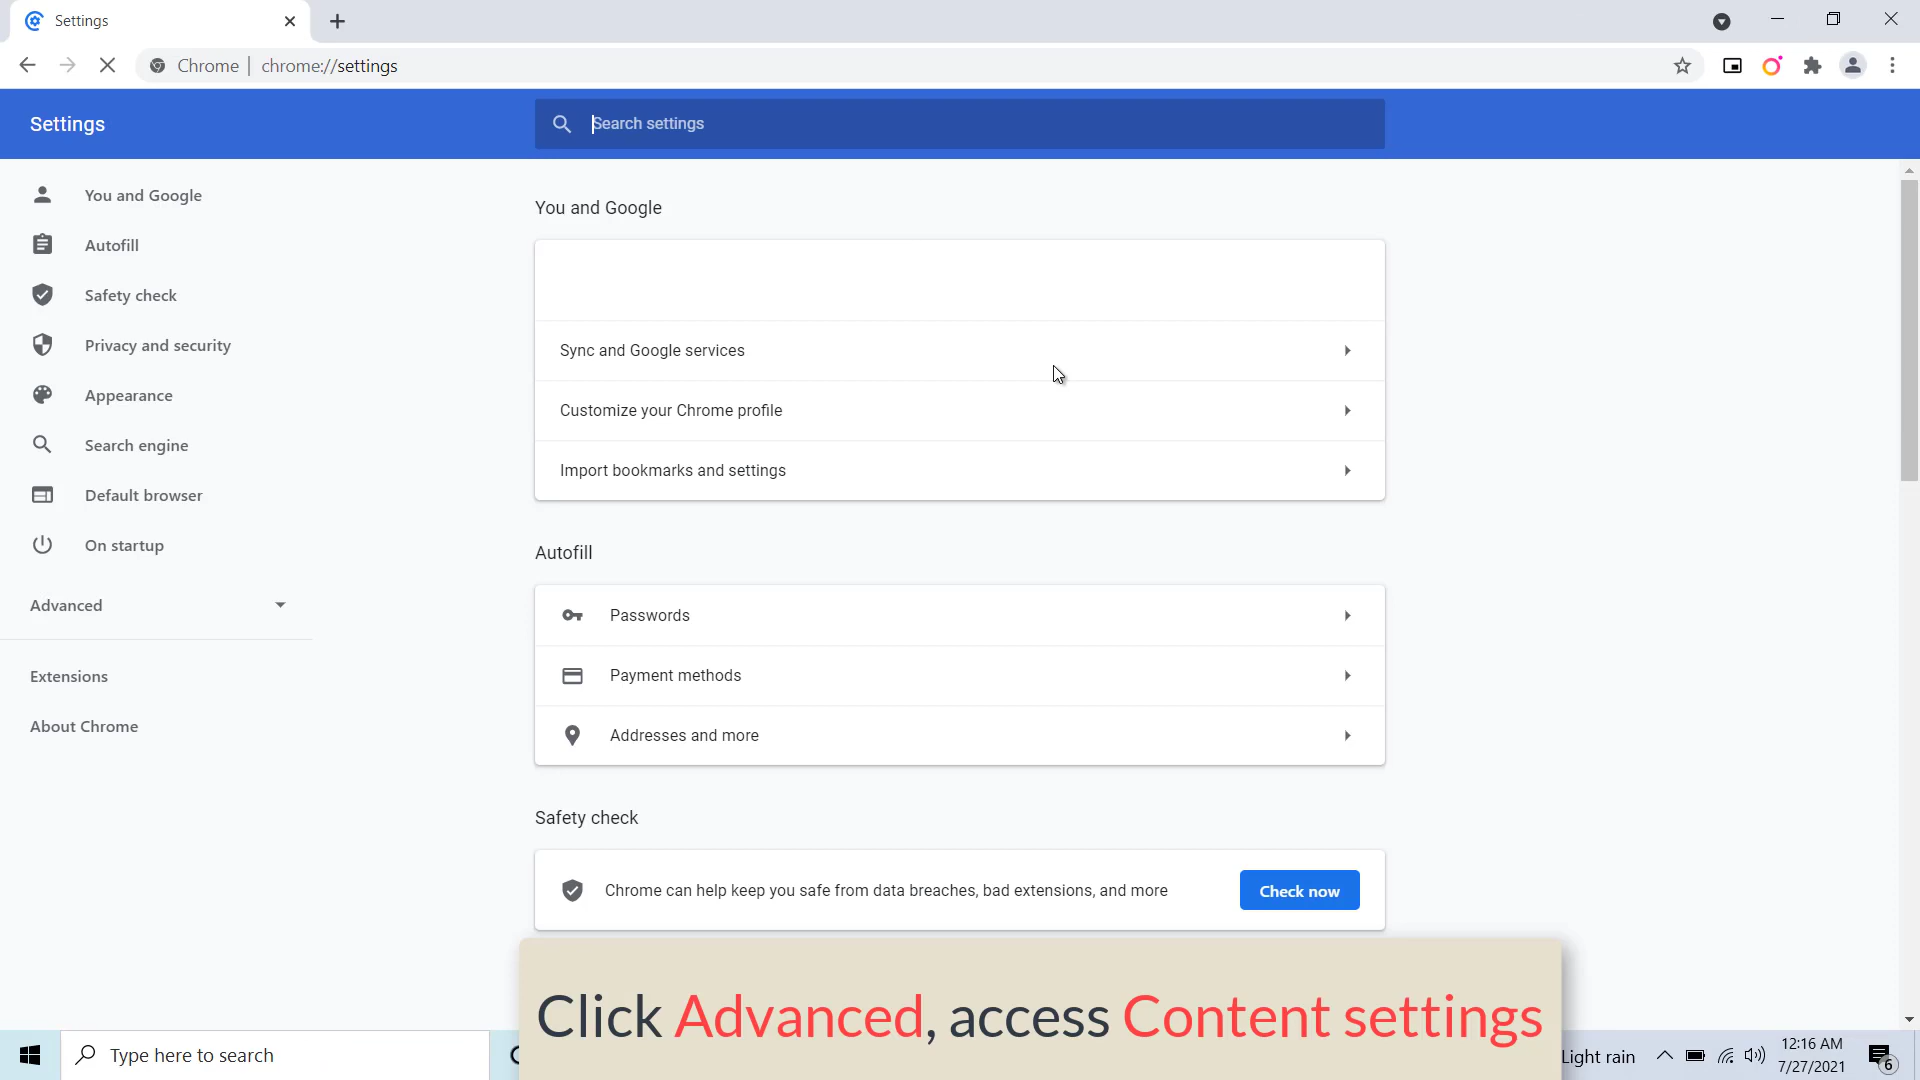 Settings
Chrome
chrome://settings
Settings
Search settings
You and Google
Autofill
Safety check
Privacy and security
Appearance
Search engine
Default browser
On startup
Advanced
Extensions
About Chrome
You and Google
Sync and Google services
Customize your Chrome profile
Import bookmarks and settings
Autofill
Passwords
Payment methods
Addresses and more
Safety check
Chrome can help keep you safe from data breaches, bad extensions, and more
Check now
Click Advanced, access Content settings
Type here to search
Light rain
12:16 AM
7/27/2021
6